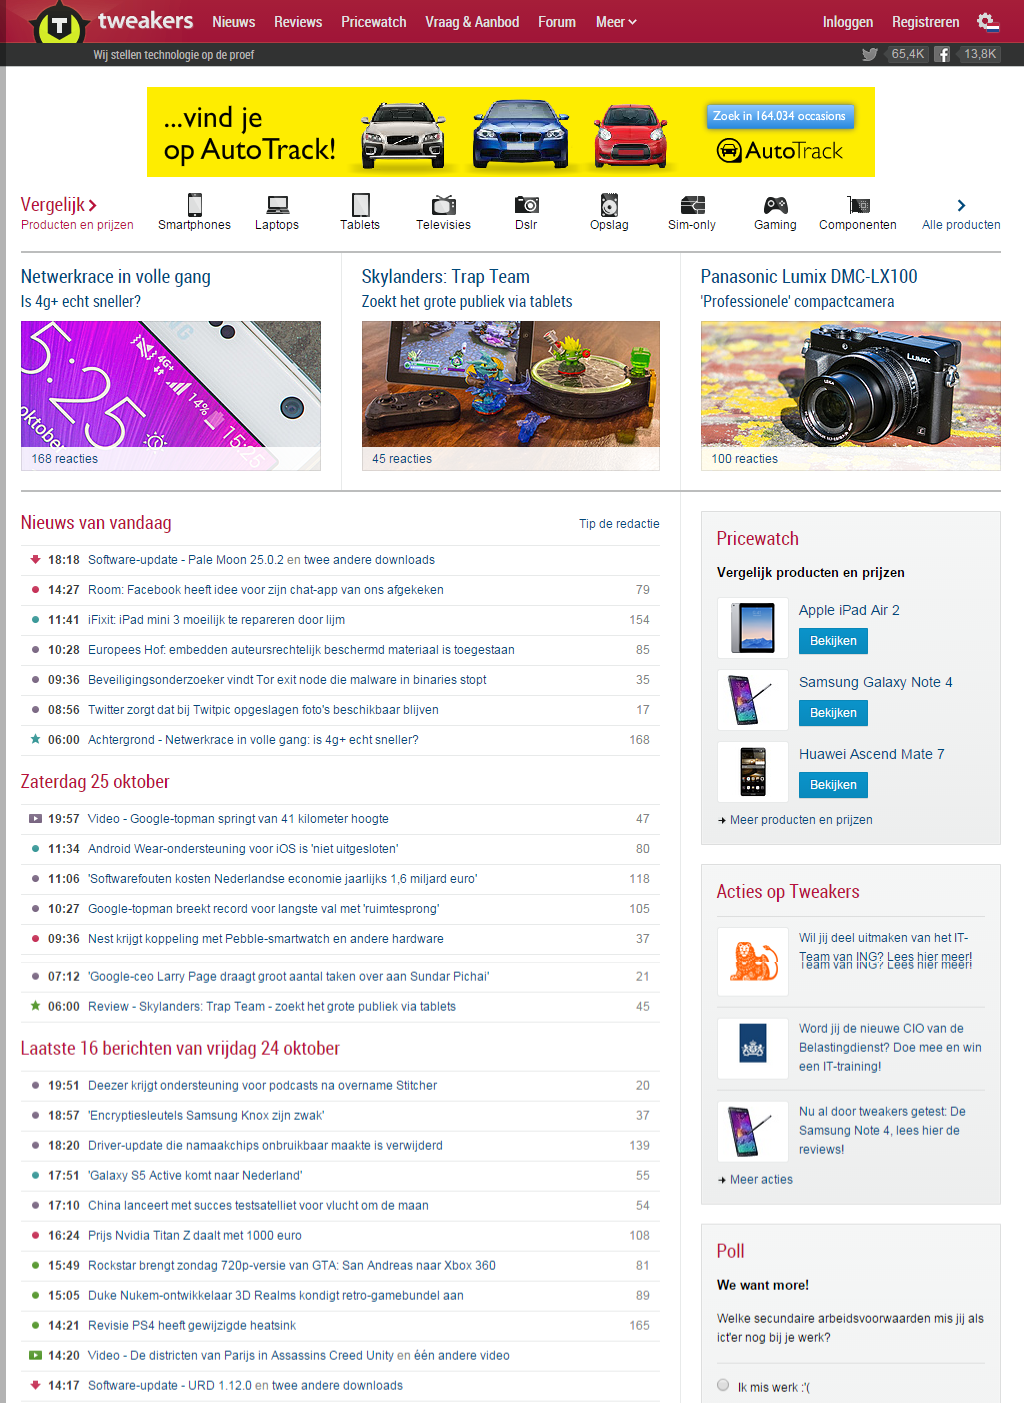 tweakers Nieuws Reviews Pricewatch Vraag & Aanbod Forum Meer Inloggen Registreren
Wij stellen technologie op de proef 65,4K 13,8K
...vind je
op AutoTrack!
Zoek in 164.034 occasions
AutoTrack
Vergelijk
Producten en prijzen Smartphones Laptops Tablets Televisies Dslr Opslag Sim-only Gaming Componenten Alle producten
Netwerkrace in volle gang
Is 4g+ echt sneller?
5:25
oktober
4G+
14%
15:25
168 reacties
Skylanders: Trap Team
Zoekt het grote publiek via tablets
45 reacties
Panasonic Lumix DMC-LX100
'Professionele' compactcamera
LUMIX
LEICA
100 reacties
Nieuws van vandaag Tip de redactie
18:18 Software-update - Pale Moon 25.0.2 en twee andere downloads
14:27 Room: Facebook heeft idee voor zijn chat-app van ons afgekeken 79
11:41 iFixit: iPad mini 3 moeilijk te repareren door lijm 154
10:28 Europees Hof: embedden auteursrechtelijk beschermd materiaal is toegestaan 85
09:36 Beveiligingsonderzoeker vindt Tor exit node die malware in binaries stopt 35
08:56 Twitter zorgt dat bij Twitpic opgeslagen foto's beschikbaar blijven 17
06:00 Achtergrond - Netwerkrace in volle gang: is 4g+ echt sneller? 168
Zaterdag 25 oktober
19:57 Video - Google-topman springt van 41 kilometer hoogte 47
11:34 Android Wear-ondersteuning voor iOS is 'niet uitgesloten' 80
11:06 'Softwarefouten kosten Nederlandse economie jaarlijks 1,6 miljard euro' 118
10:27 Google-topman breekt record voor langste val met 'ruimtesprong' 105
09:36 Nest krijgt koppeling met Pebble-smartwatch en andere hardware 37
07:12 'Google-ceo Larry Page draagt groot aantal taken over aan Sundar Pichai' 21
06:00 Review - Skylanders: Trap Team - zoekt het grote publiek via tablets 45
Laatste 16 berichten van vrijdag 24 oktober
19:51 Deezer krijgt ondersteuning voor podcasts na overname Stitcher 20
18:57 'Encryptiesleutels Samsung Knox zijn zwak' 37
18:20 Driver-update die namaakchips onbruikbaar maakte is verwijderd 139
17:51 'Galaxy S5 Active komt naar Nederland' 55
17:10 China lanceert met succes testsatelliet voor vlucht om de maan 54
16:24 Prijs Nvidia Titan Z daalt met 1000 euro 108
15:49 Rockstar brengt zondag 720p-versie van GTA: San Andreas naar Xbox 360 81
15:05 Duke Nukem-ontwikkelaar 3D Realms kondigt retro-gamebundel aan 89
14:21 Revisie PS4 heeft gewijzigde heatsink 165
14:20 Video - De districten van Parijs in Assassins Creed Unity en één andere video
14:17 Software-update - URD 1.12.0 en twee andere downloads
Pricewatch
Vergelijk producten en prijzen
Apple iPad Air 2
Bekijken
Samsung Galaxy Note 4
Bekijken
Huawei Ascend Mate 7
Bekijken
Meer producten en prijzen
Acties op Tweakers
Wil jij deel uitmaken van het IT-
Team van ING? Lees hier meer!
Team van ING? Lees hier meer!
Word jij de nieuwe CIO van de
Belastingdienst? Doe mee en win
een IT-training!
Nu al door tweakers getest: De
Samsung Note 4, lees hier de
reviews!
Meer acties
Poll
We want more!
Welke secundaire arbeidsvoorwaarden mis jij als
ict'er nog bij je werk?
Ik mis werk :'(